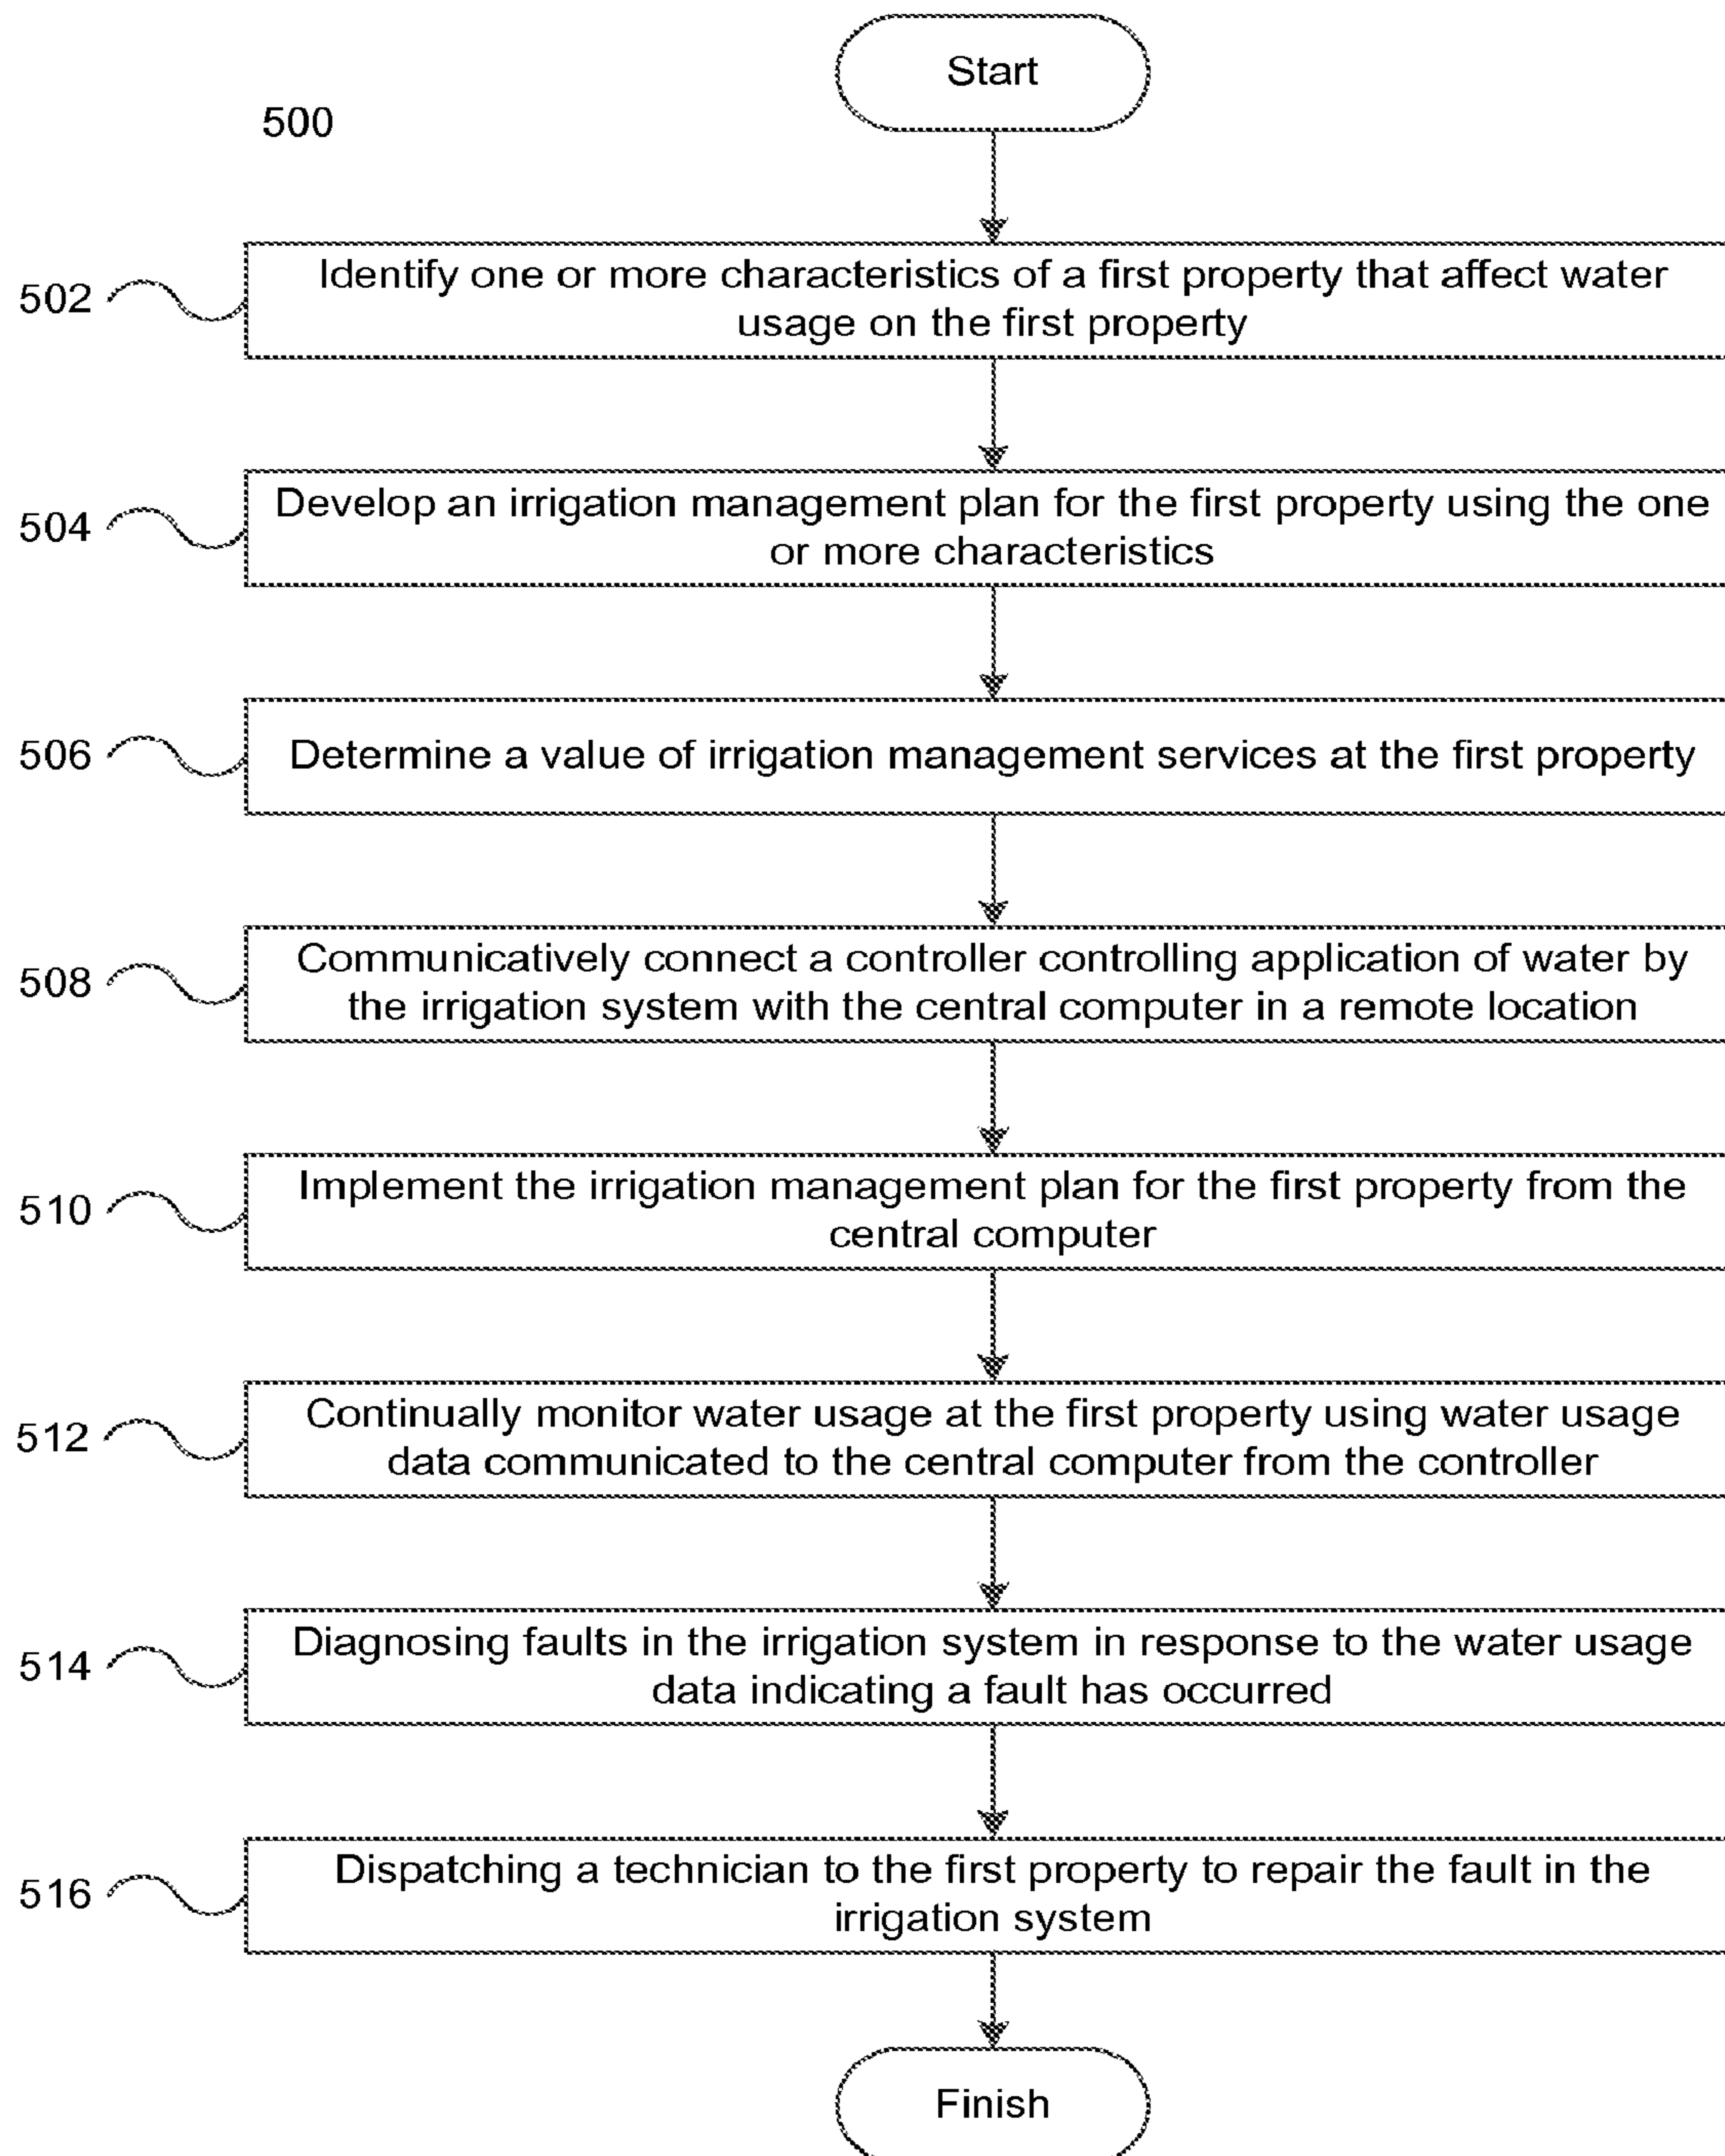 Start
500
502
Identify one or more characteristics of a first property that affect water
usage on the first property
504
Develop an irrigation management plan for the first property using the one
or more characteristics
506
Determine a value of irrigation management services at the first property
508
Communicatively connect a controller controlling application of water by
the irrigation system with the central computer in a remote location
510
Implement the irrigation management plan for the first property from the
central computer
512
Continually monitor water usage at the first property using water usage
data communicated to the central computer from the controller
514
Diagnosing faults in the irrigation system in response to the water usage
data indicating a fault has occurred
516
Dispatching a technician to the first property to repair the fault in the
irrigation system
Finish